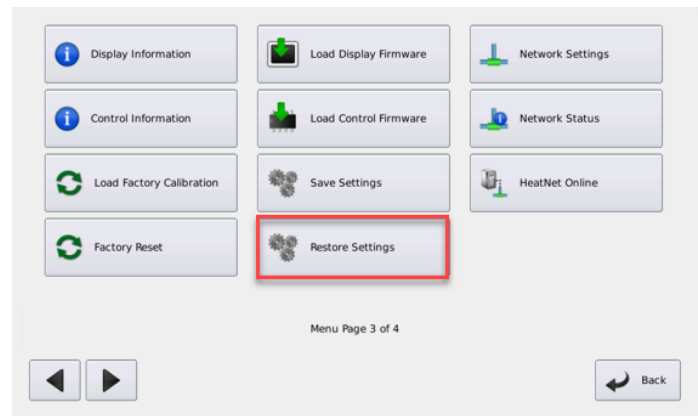 Display Information
Load Display Firmware
Network Settings
Control Information
Load Control Firmware
Network Status
Load Factory Calibration
Save Settings
HeatNet Online
Factory Reset
Restore Settings
Menu Page 3 of 4
Back